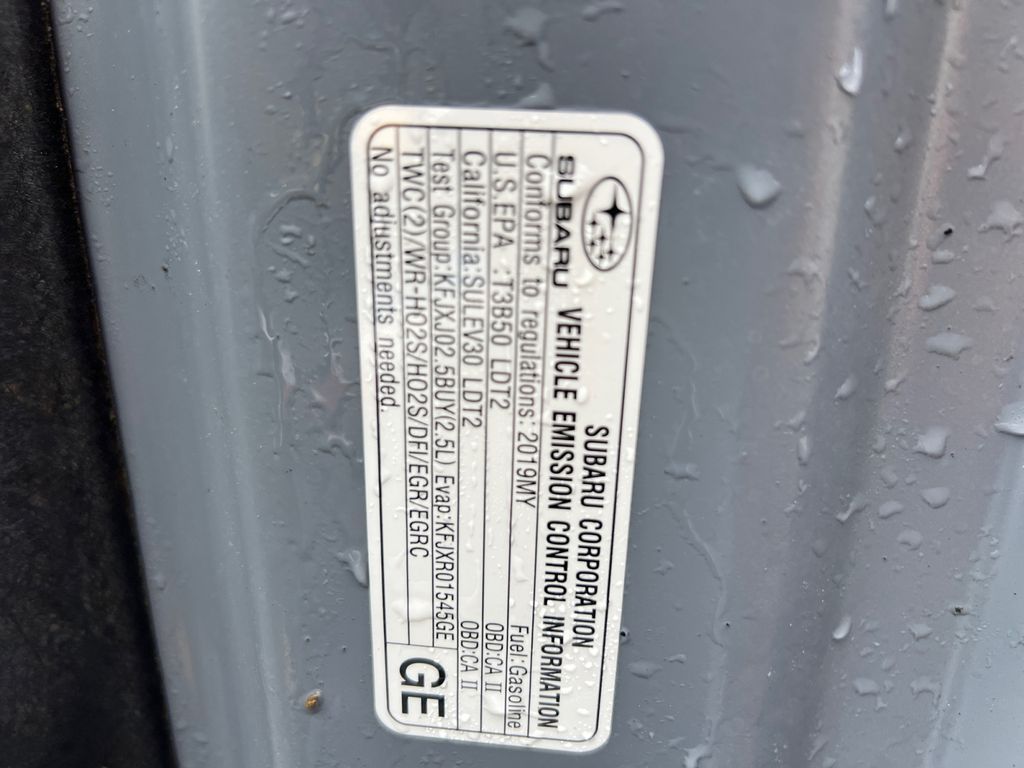 SUBARU CORPORATION
SUBARU VEHICLE EMISSION CONTROL INFORMATION
Conforms to regulations:2019MY Fuel:Gasoline
U.S.EPA :T3B50 LDT2 OBD:CA II
California:SULEV30 LDT2 OBD:CA II
Test Group:KFJXJ02.5BUY(2.5L) Evap:KFJXR01545GE
TWC(2)/WR-HO2S/HO2S/DFI/EGR/EGRC
No adjustments needed.
GE